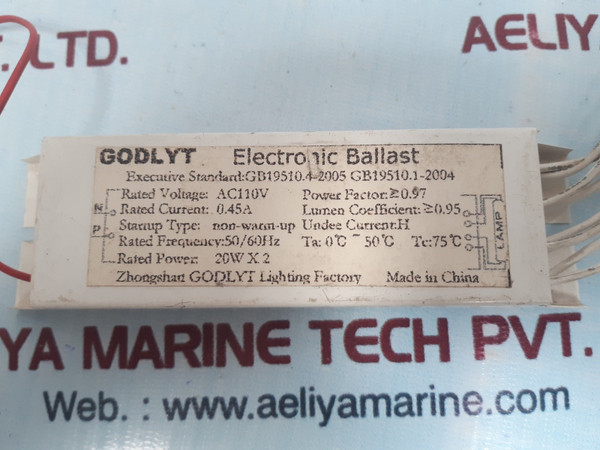 . LTD.
AELIYA
GODLYT Electronic Ballast
Executive Standard:GB19510.4-2005 GB19510.1-2004
Rated Voltage: AC110V Power Factor:≥0.97
N Rated Current: 0.45A Lumen Coefficient:≥0.95
P Startup Type: non-warm-up Undee Current:H
Rated Frequency:50/60Hz Ta: 0℃ ~ 50℃ Tc:75℃
Rated Power: 20W X 2
LAMP
Zhongshan GODLYT Lighting Factory Made in China
YA MARINE TECH PVT.
Web. : www.aeliyamarine.com